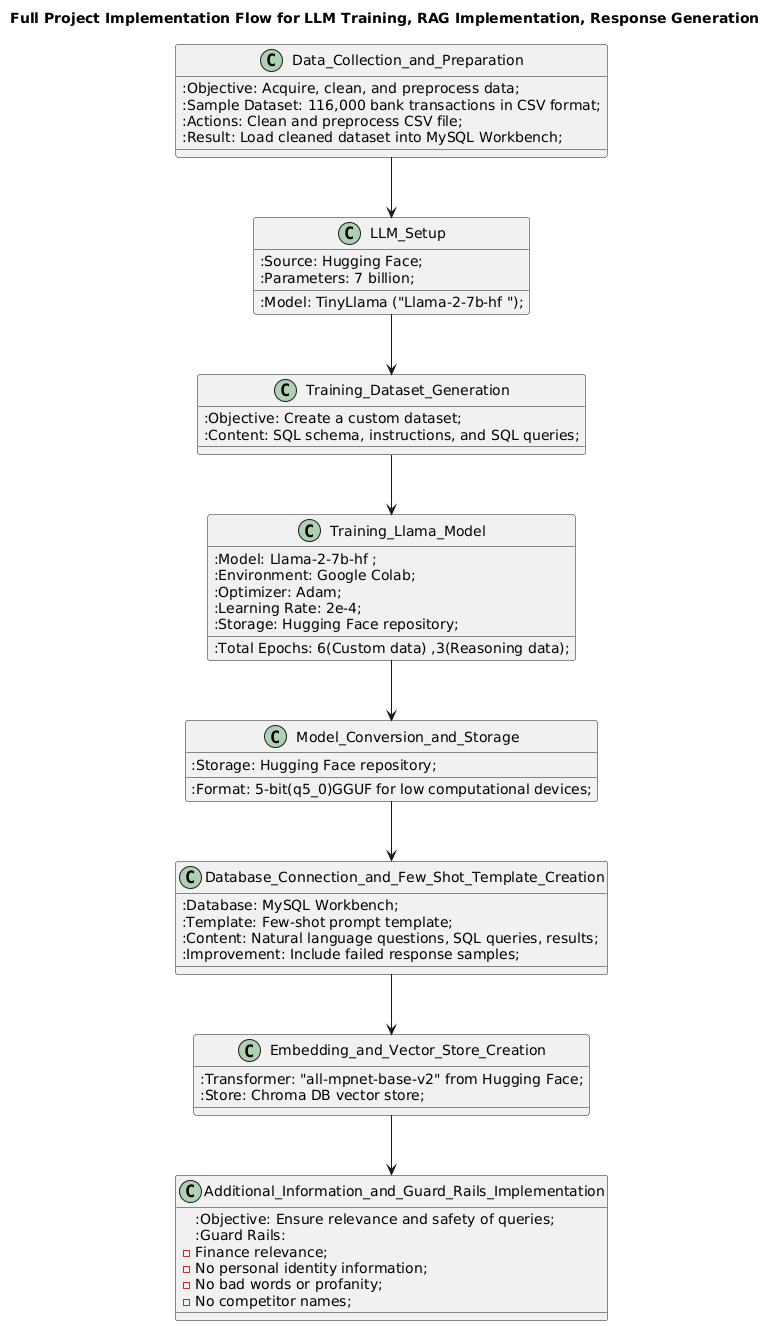 Full Project Implementation Flow for LLM Training, RAG Implementation, Response Generation
C Data_Collection_and_Preparation
:Objective: Acquire, clean, and preprocess data;
:Sample Dataset: 116,000 bank transactions in CSV format;
:Actions: Clean and preprocess CSV file;
:Result: Load cleaned dataset into MySQL Workbench;
C LLM_Setup
:Source: Hugging Face;
:Parameters: 7 billion;
:Model: TinyLlama ("Llama-2-7b-hf ");
C Training_Dataset_Generation
:Objective: Create a custom dataset;
:Content: SQL schema, instructions, and SQL queries;
C Training_Llama_Model
:Model: Llama-2-7b-hf ;
:Environment: Google Colab;
:Optimizer: Adam;
:Learning Rate: 2e-4;
:Storage: Hugging Face repository;
:Total Epochs: 6(Custom data) ,3(Reasoning data);
C Model_Conversion_and_Storage
:Storage: Hugging Face repository;
:Format: 5-bit(q5_0)GGUF for low computational devices;
C Database_Connection_and_Few_Shot_Template_Creation
:Database: MySQL Workbench;
:Template: Few-shot prompt template;
:Content: Natural language questions, SQL queries, results;
:Improvement: Include failed response samples;
C Embedding_and_Vector_Store_Creation
:Transformer: "all-mpnet-base-v2" from Hugging Face;
:Store: Chroma DB vector store;
C Additional_Information_and_Guard_Rails_Implementation
:Objective: Ensure relevance and safety of queries;
:Guard Rails:
Finance relevance;
No personal identity information;
No bad words or profanity;
No competitor names;